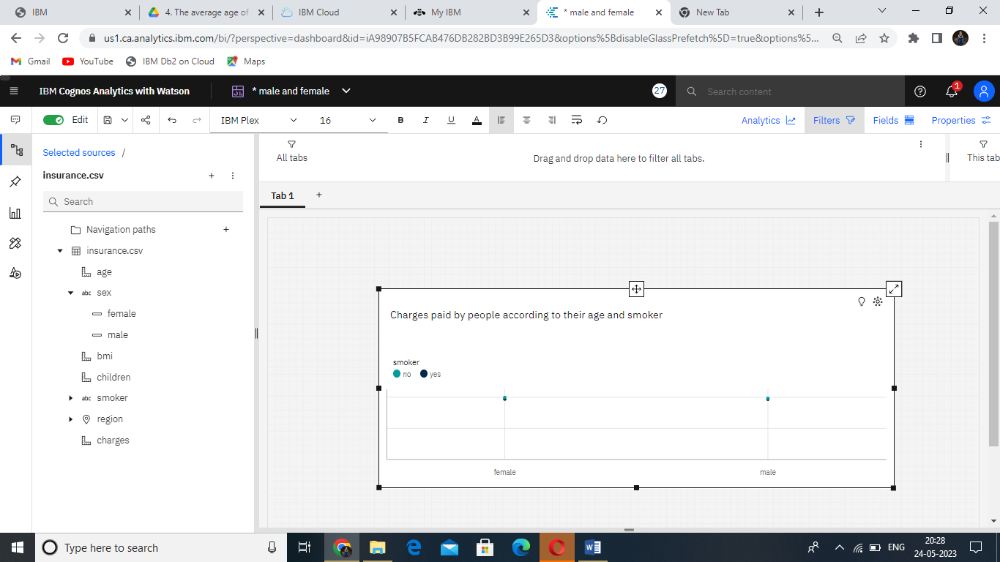 IBM
4. The average age of
IBM Cloud
My IBM
* male and female
New Tab
us1.ca.analytics.ibm.com/bi/?perspective=dashboard&id=iA98907B5FCAB476DB282BD3B99E265D3&options%5BdisableGlassPrefetch%5D=true&options%5...
Gmail
YouTube
IBM Db2 on Cloud
Maps
IBM Cognos Analytics with Watson
* male and female
27
Search content
1
Edit
IBM Plex
16
B
I
U
A
Analytics
Filters
Fields
Properties
Selected sources /
All tabs
Drag and drop data here to filter all tabs.
This tab
insurance.csv
Tab 1
Search
Navigation paths
insurance.csv
age
abc sex
female
male
bmi
children
abc smoker
region
charges
Charges paid by people according to their age and smoker
smoker
no yes
female
male
Type here to search
ENG
20:28
24-05-2023